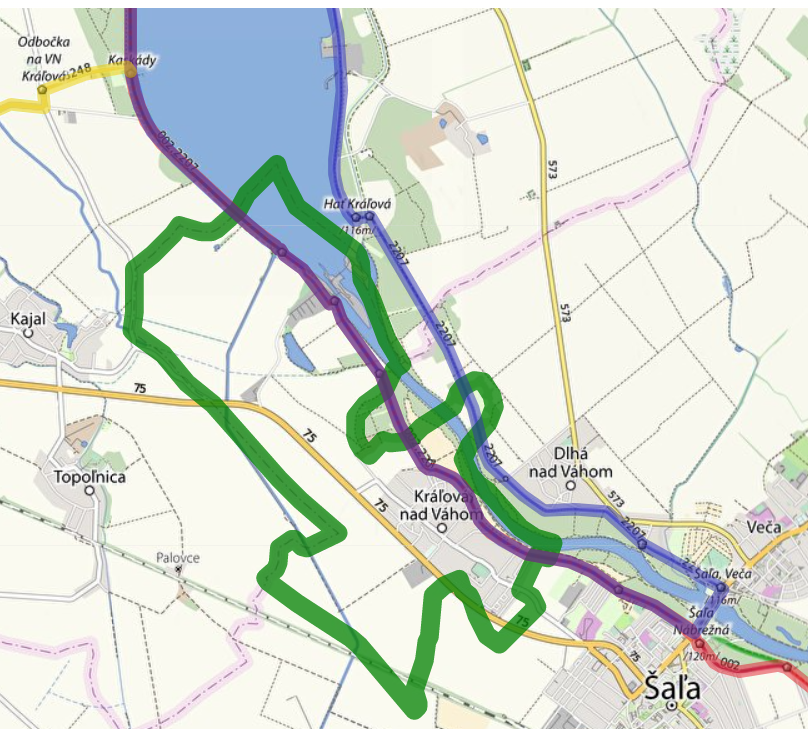 Odbočka
na VN
Kráľová
248
Kaskády
002,2207
573
Hať Kráľová
/116m/
2207
Kajal
2207
573
75
75
2207
Dlhá
nad Váhom
Topoľnica
75
Kráľová
nad Váhom
573
2207
Veča
Palovce
Šaľa, Veča
/116m/
Šaľa
Nábrežná
75
75
/120m/
002
Šaľa